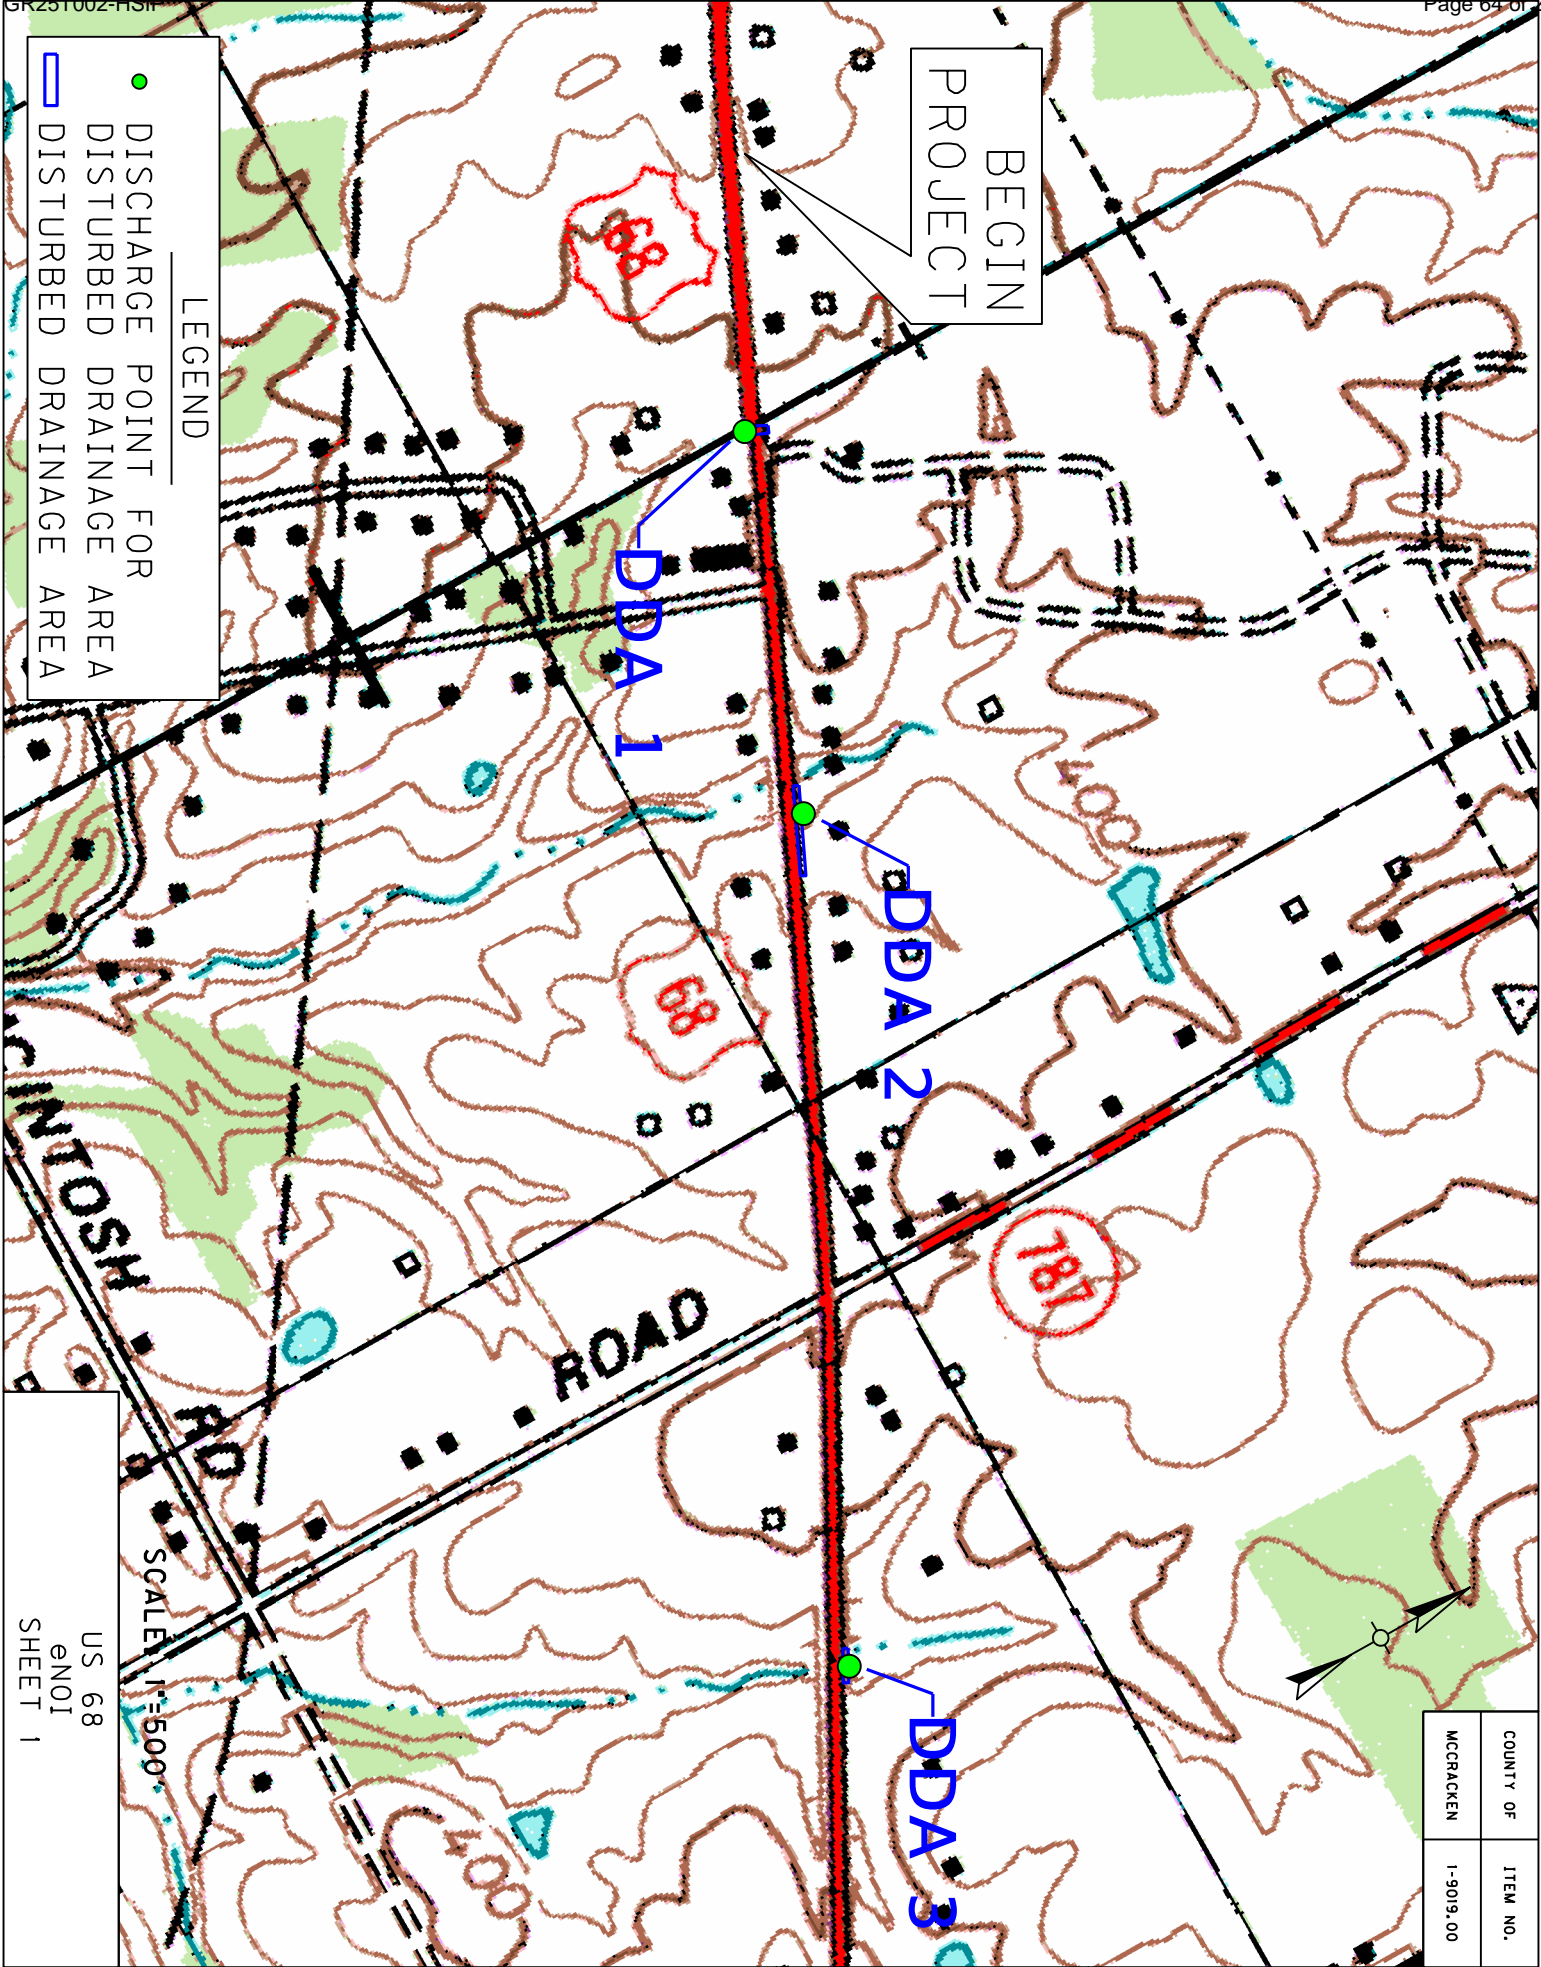 GR25T002-HSIP
Page 64 of
BEGIN
PROJECT
LEGEND
DISCHARGE POINT FOR
DISTURBED DRAINAGE AREA
DISTURBED DRAINAGE AREA
68
DDA 1
400
DDA 2
68
787
ROAD
RD
DDA 3
400
SCALE: 1"=500'
COUNTY OF
ITEM NO.
MCCRACKEN
1-9019.00
US 68
eNOI
SHEET 1